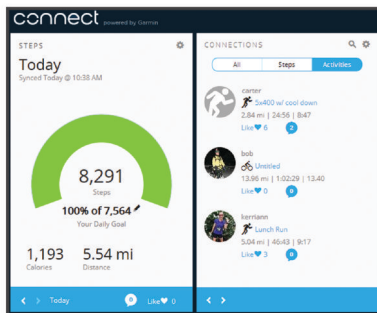 connect powered by Garmin
STEPS
Today
Synced Today @ 10:38 AM
8,291
Steps
100% of 7,564
Your Daily Goal
1,193
Calories
5.54 mi
Distance
Today
0
Like 0
CONNECTIONS
All
Steps
Activities
carter
5x400 w/ cool down
2.84 mi | 24:56 | 8:47
Like 6
2
bob
Untitled
13.96 mi | 1:02:29 | 13.40
Like 0
0
kerriann
Lunch Run
5.04 mi | 46:43 | 9:17
Like 3
0